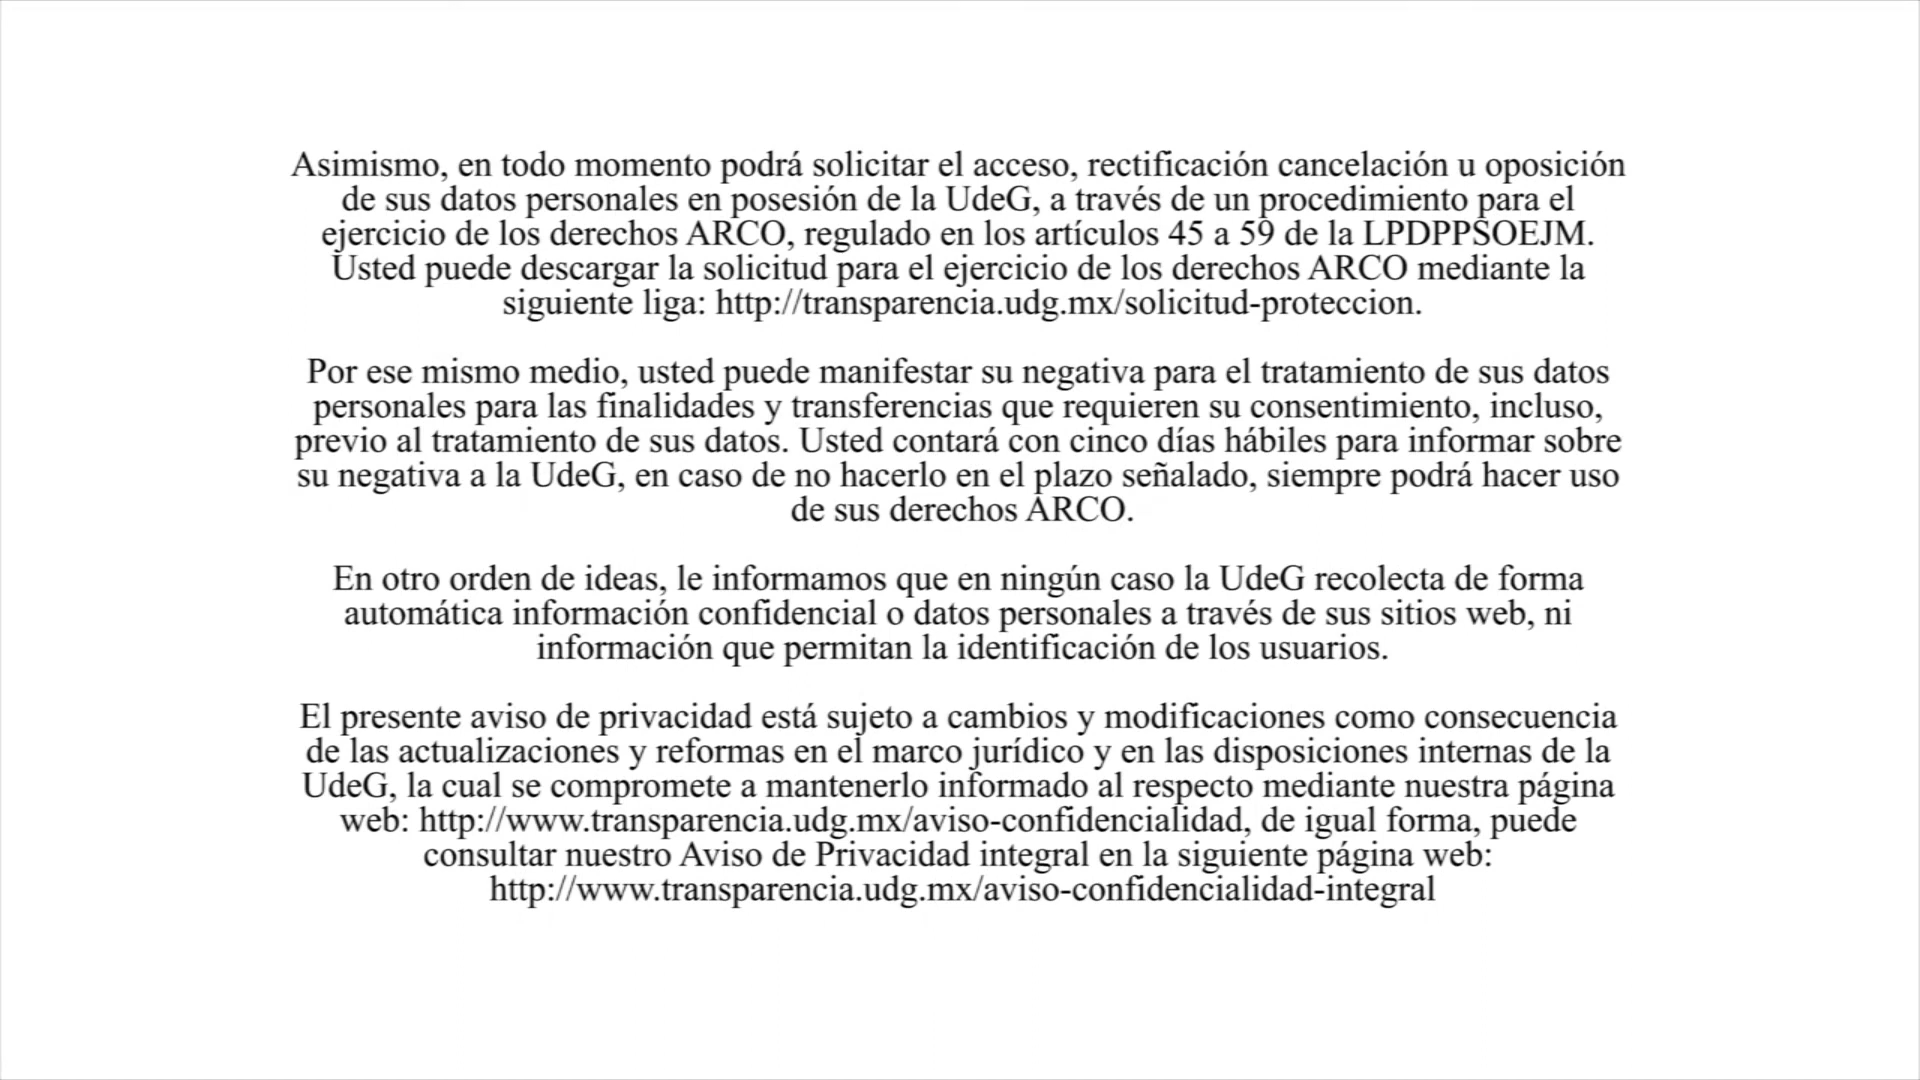 Asimismo, en todo momento podrá solicitar el acceso, rectificación cancelación u oposición
de sus datos personales en posesión de la UdeG, a través de un procedimiento para el
ejercicio de los derechos ARCO, regulado en los artículos 45 a 59 de la LPDPPSOEJM.
Usted puede descargar la solicitud para el ejercicio de los derechos ARCO mediante la
siguiente liga: http://transparencia.udg.mx/solicitud-proteccion.
Por ese mismo medio, usted puede manifestar su negativa para el tratamiento de sus datos
personales para las finalidades y transferencias que requieren su consentimiento, incluso,
previo al tratamiento de sus datos. Usted contará con cinco días hábiles para informar sobre
su negativa a la UdeG, en caso de no hacerlo en el plazo señalado, siempre podrá hacer uso
de sus derechos ARCO.
En otro orden de ideas, le informamos que en ningún caso la UdeG recolecta de forma
automática información confidencial o datos personales a través de sus sitios web, ni
información que permitan la identificación de los usuarios.
El presente aviso de privacidad está sujeto a cambios y modificaciones como consecuencia
de las actualizaciones y reformas en el marco jurídico y en las disposiciones internas de la
UdeG, la cual se compromete a mantenerlo informado al respecto mediante nuestra página
web: http://www.transparencia.udg.mx/aviso-confidencialidad, de igual forma, puede
consultar nuestro Aviso de Privacidad integral en la siguiente página web:
http://www.transparencia.udg.mx/aviso-confidencialidad-integral